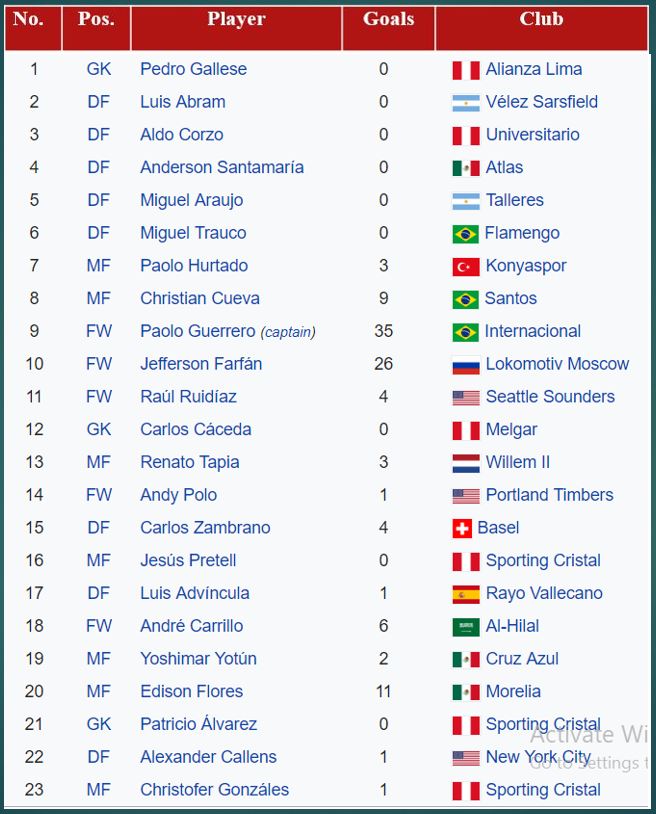 No. Pos. Player Goals Club
1 GK Pedro Gallese 0 Alianza Lima
2 DF Luis Abram 0 Vélez Sarsfield
3 DF Aldo Corzo 0 Universitario
4 DF Anderson Santamaría 0 Atlas
5 DF Miguel Araujo 0 Talleres
6 DF Miguel Trauco 0 Flamengo
7 MF Paolo Hurtado 3 Konyaspor
8 MF Christian Cueva 9 Santos
9 FW Paolo Guerrero (captain) 35 Internacional
10 FW Jefferson Farfán 26 Lokomotiv Moscow
11 FW Raúl Ruidíaz 4 Seattle Sounders
12 GK Carlos Cáceda 0 Melgar
13 MF Renato Tapia 3 Willem II
14 FW Andy Polo 1 Portland Timbers
15 DF Carlos Zambrano 4 Basel
16 MF Jesús Pretell 0 Sporting Cristal
17 DF Luis Advíncula 1 Rayo Vallecano
18 FW André Carrillo 6 Al-Hilal
19 MF Yoshimar Yotún 2 Cruz Azul
20 MF Edison Flores 11 Morelia
21 GK Patricio Álvarez 0 Sporting Cristal
Activate Wi
22 DF Alexander Callens 1 New York City
Go to Settings t
23 MF Christofer Gonzáles 1 Sporting Cristal